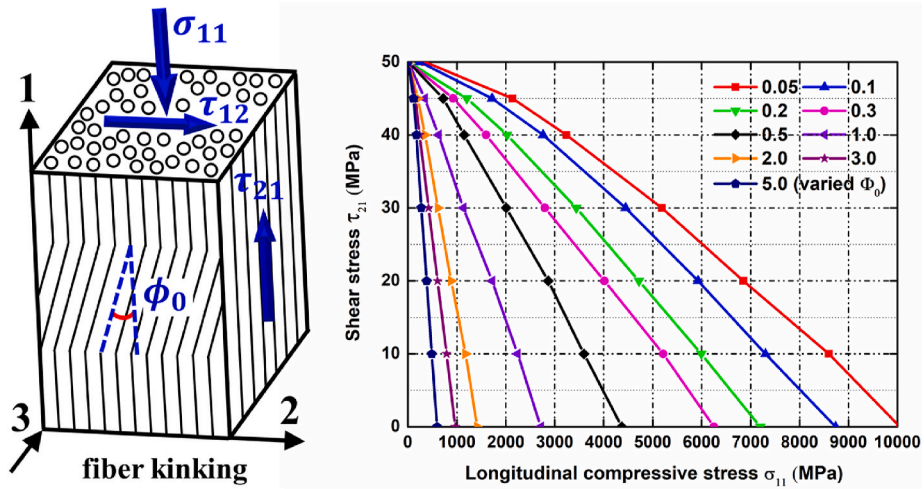 σ₁₁
1
τ₁₂
τ₂₁
ϕ₀
3
2
fiber kinking
50
40
30
20
10
0
Shear stress τ₂₁ (MPa)
0.05 0.1
0.2 0.3
0.5 1.0
2.0 3.0
5.0 (varied Φ₀)
0 1000 2000 3000 4000 5000 6000 7000 8000 9000 10000
Longitudinal compressive stress σ₁₁ (MPa)